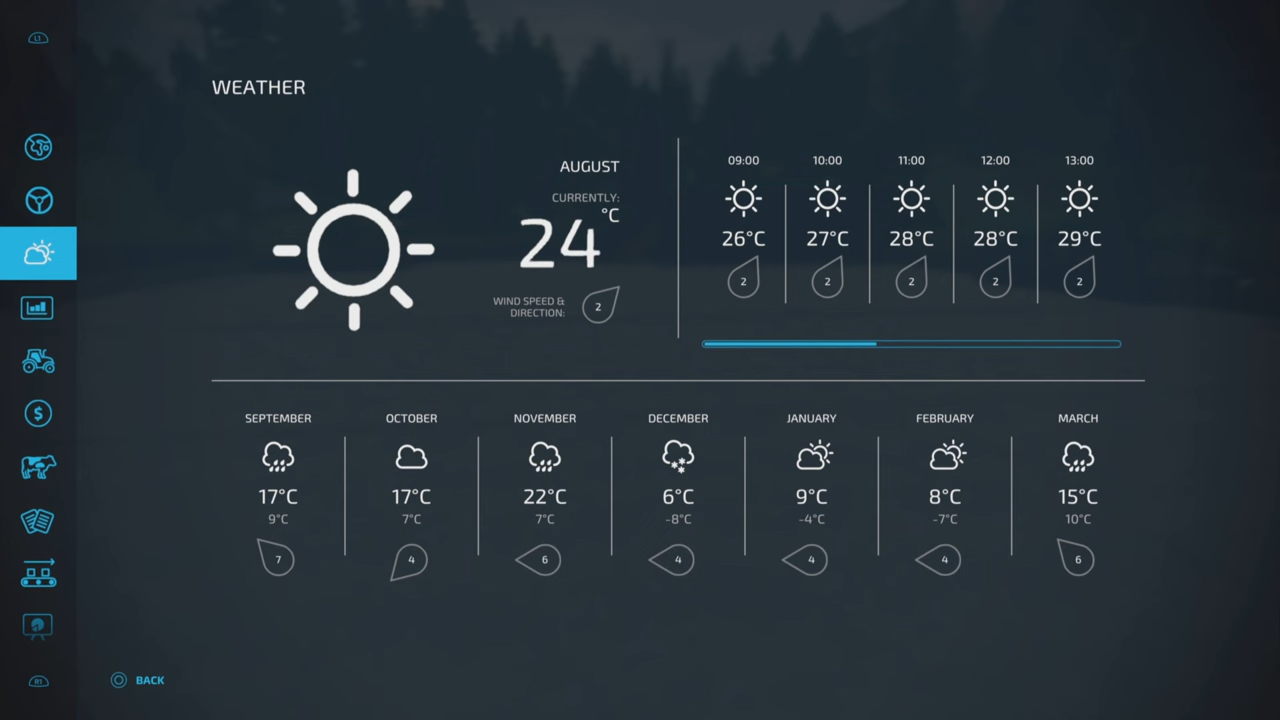 L1
WEATHER
AUGUST
CURRENTLY:
24 °C
WIND SPEED &
DIRECTION:
2
09:00 10:00 11:00 12:00 13:00
26°C 27°C 28°C 28°C 29°C
2 2 2 2 2
SEPTEMBER OCTOBER NOVEMBER DECEMBER JANUARY FEBRUARY MARCH
17°C 17°C 22°C 6°C 9°C 8°C 15°C
9°C 7°C 7°C -8°C -4°C -7°C 10°C
7 4 6 4 4 4 6
$
R1
BACK